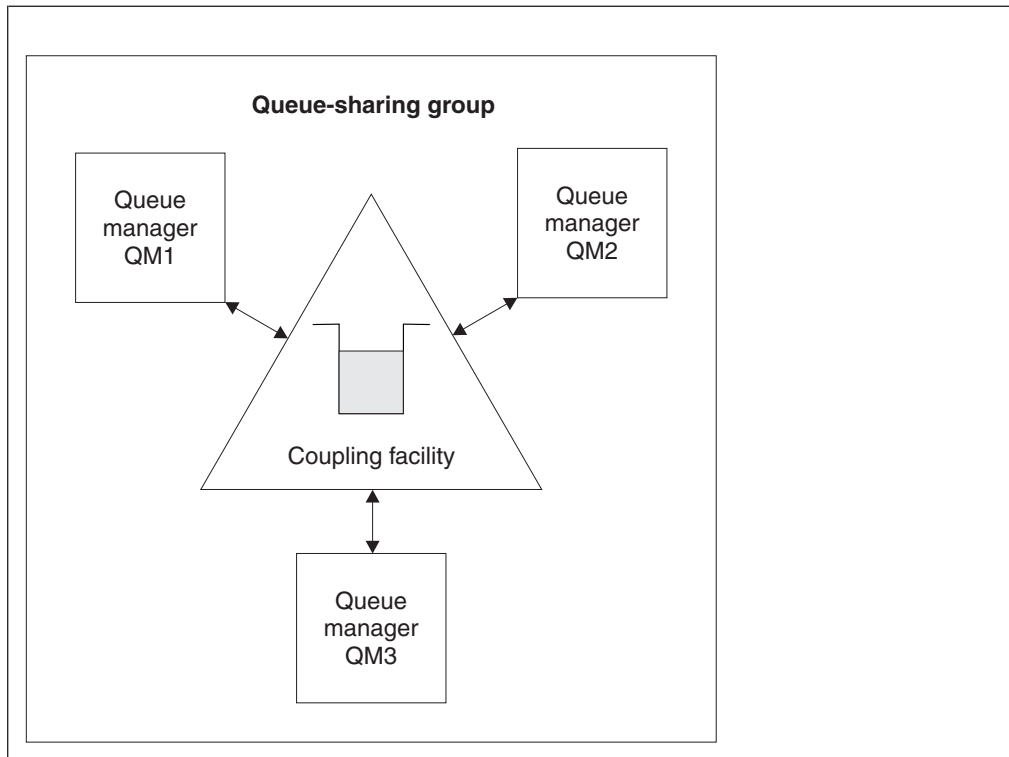 Queue-sharing group
Queue
manager
QM1
Queue
manager
QM2
Coupling facility
Queue
manager
QM3